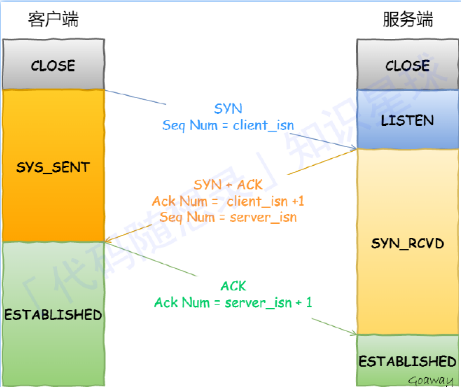 客户端
服务端
CLOSE
CLOSE
SYN
Seq Num = client_isn
LISTEN
SYS_SENT
SYN + ACK
Ack Num = client_isn +1
Seq Num = server_isn
SYN_RCVD
ACK
Ack Num = server_isn + 1
ESTABLISHED
ESTABLISHED
「代码随想录」知识星球
Goaway